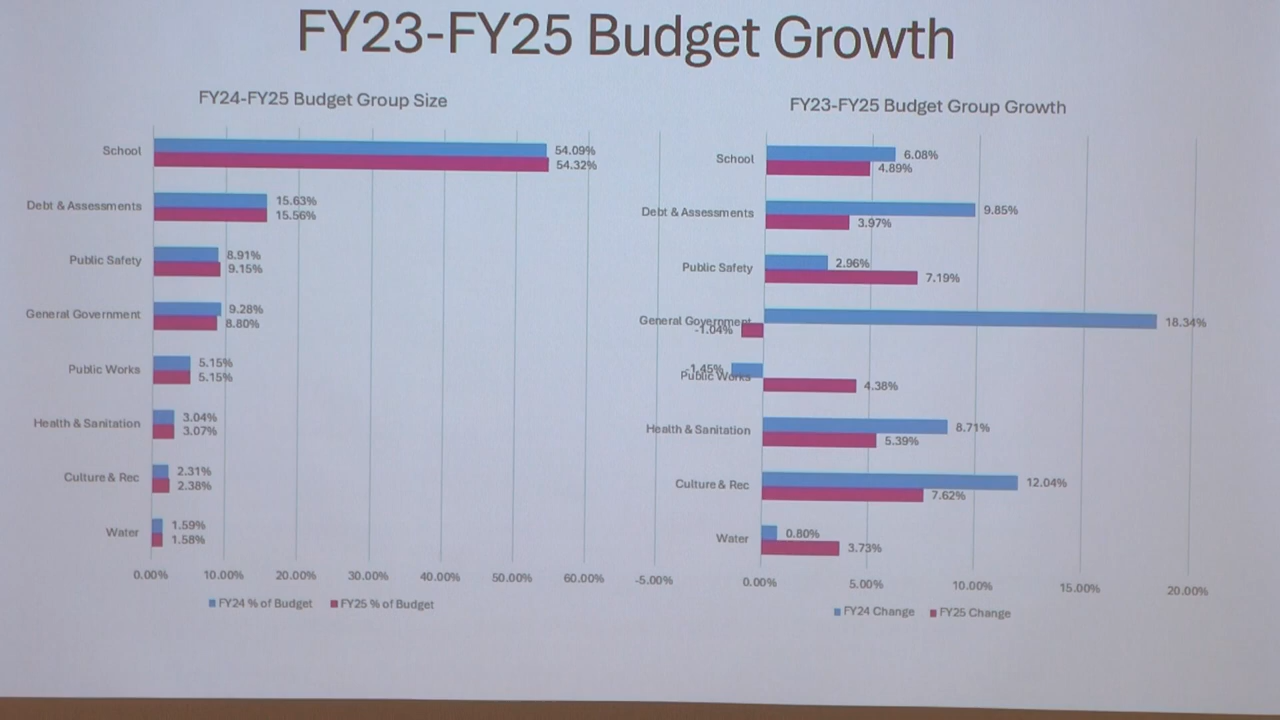 FY23-FY25 Budget Growth
FY24-FY25 Budget Group Size
School
54.09%
54.32%
Debt & Assessments
15.63%
15.56%
Public Safety
8.91%
9.15%
General Government
9.28%
8.80%
Public Works
5.15%
5.15%
Health & Sanitation
3.04%
3.07%
Culture & Rec
2.31%
2.38%
Water
1.59%
1.58%
0.00% 10.00% 20.00% 30.00% 40.00% 50.00% 60.00%
FY24 % of Budget FY25 % of Budget
FY23-FY25 Budget Group Growth
School
6.08%
4.89%
Debt & Assessments
9.85%
3.97%
Public Safety
2.96%
7.19%
General Government
18.34%
-1.04%
-1.45%
Public Works
4.38%
Health & Sanitation
8.71%
5.39%
Culture & Rec
12.04%
7.62%
Water
0.80%
3.73%
-5.00% 0.00% 5.00% 10.00% 15.00% 20.00%
FY24 Change FY25 Change